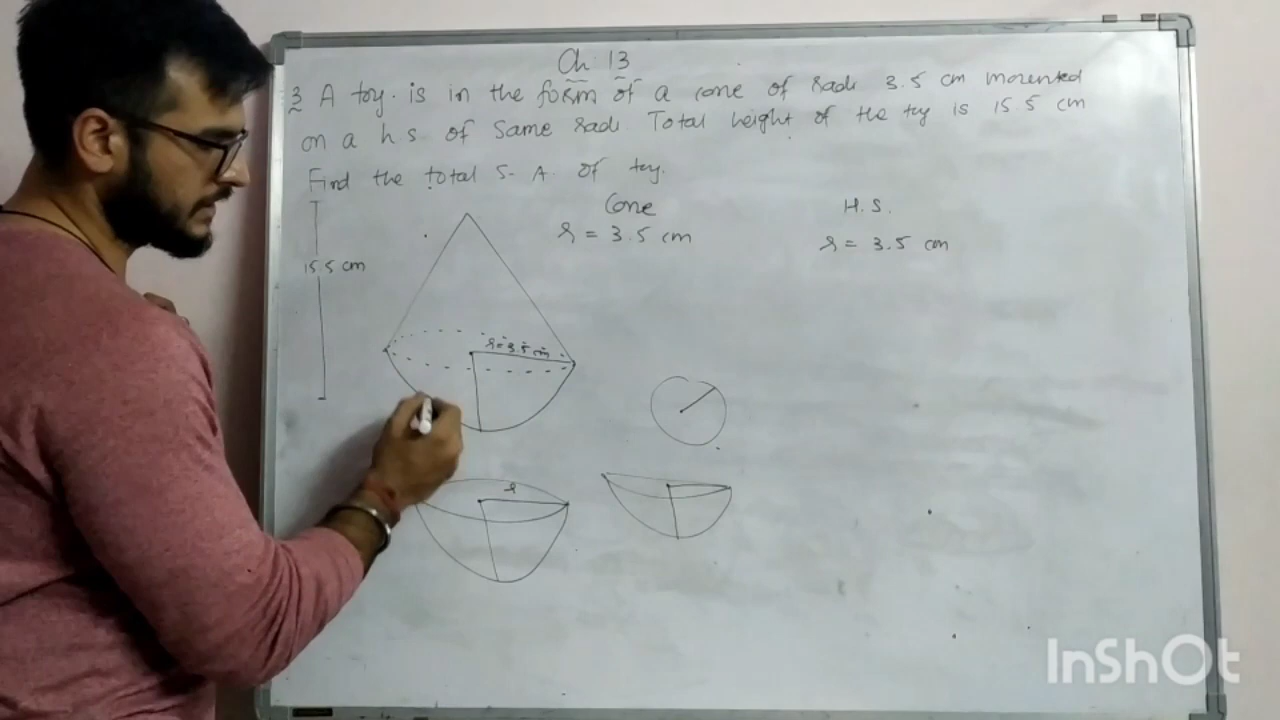 Ch 13
3 A toy. is in the form of a cone of radi 3.5 cm mounted
on a h s of same radi Total height of the toy is 15.5 cm
Find the total S. A. of toy.
Cone
H.S.
r = 3.5 cm
r = 3.5 cm
15.5 cm
r = 3.5 cm
r
InShOt